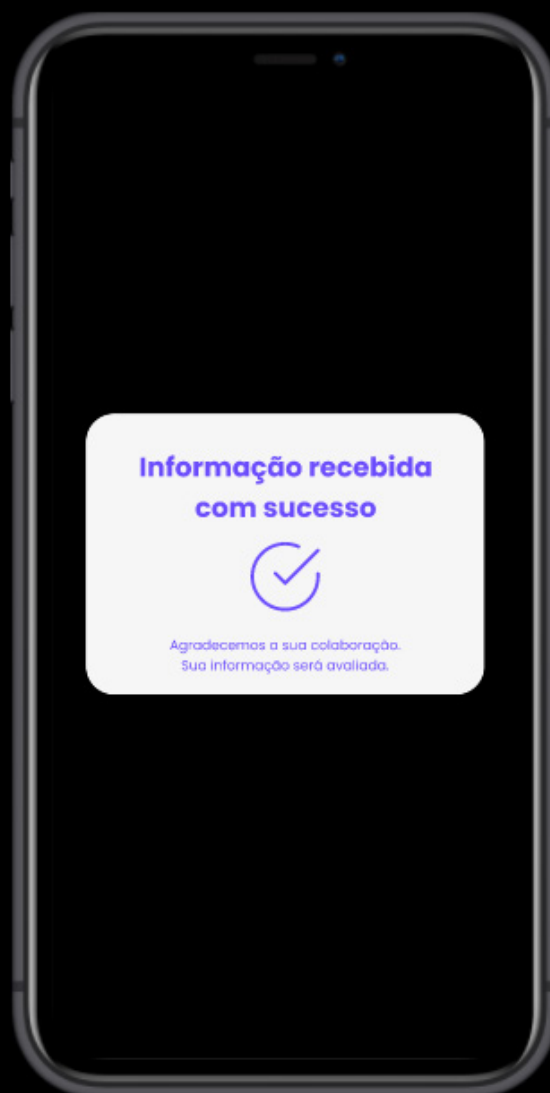 Informação recebida
com sucesso
Agradecemos a sua colaboração.
Sua informação será avaliada.